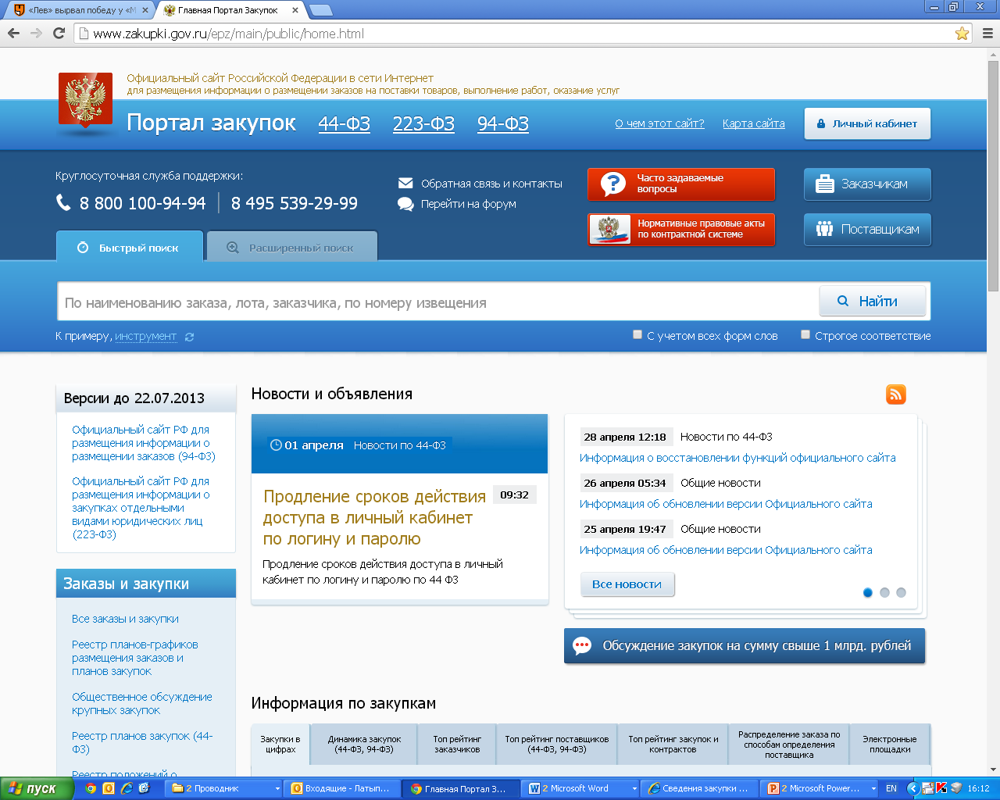 «Лев» вырвал победу у «М
Главная Портал Закупок
www.zakupki.gov.ru/epz/main/public/home.html
Официальный сайт Российской Федерации в сети Интернет
для размещения информации о размещении заказов на поставки товаров, выполнение работ, оказание услуг
Портал закупок 44-ФЗ 223-ФЗ 94-ФЗ
О чем этот сайт? Карта сайта Личный кабинет
Круглосуточная служба поддержки:
8 800 100-94-94 8 495 539-29-99
Обратная связь и контакты
Перейти на форум
Часто задаваемые
вопросы
Нормативные правовые акты
по контрактной системе
Заказчикам
Поставщикам
Быстрый поиск Расширенный поиск
По наименованию заказа, лота, заказчика, по номеру извещения
Найти
К примеру, инструмент
С учетом всех форм слов Строгое соответствие
Версии до 22.07.2013
Официальный сайт РФ для
размещения информации о
размещении заказов (94-ФЗ)
Официальный сайт РФ для
размещения информации о
закупках отдельными
видами юридических лиц
(223-ФЗ)
Заказы и закупки
Все заказы и закупки
Реестр планов-графиков
размещения заказов и
планов закупок
Общественное обсуждение
крупных закупок
Реестр планов закупок (44-
ФЗ)
Реестр положений о
Новости и объявления
01 апреля Новости по 44-ФЗ
Продление сроков действия
доступа в личный кабинет
по логину и паролю
09:32
Продление сроков действия доступа в личный
кабинет по логину и паролю по 44 ФЗ
28 апреля 12:18 Новости по 44-ФЗ
Информация о восстановлении функций официального сайта
26 апреля 05:34 Общие новости
Информация об обновлении версии Официального сайта
25 апреля 19:47 Общие новости
Информация об обновлении версии Официального сайта
Все новости
Обсуждение закупок на сумму свыше 1 млрд. рублей
Информация по закупкам
Закупки в
цифрах
Динамика закупок
(44-ФЗ, 94-ФЗ)
Топ рейтинг
заказчиков
Топ рейтинг поставщиков
(44-ФЗ, 94-ФЗ)
Топ рейтинг закупок и
контрактов
Распределение заказа по
способам определения
поставщика
Электронные
площадки
пуск
2 Проводник
Входящие - Латып...
Главная Портал З...
2 Microsoft Word
Сведения закупки ...
2 Microsoft Power...
EN
16:12